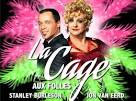 La Cage
AUX FOLLES
STANLEY BURLESON
JON VAN EERD